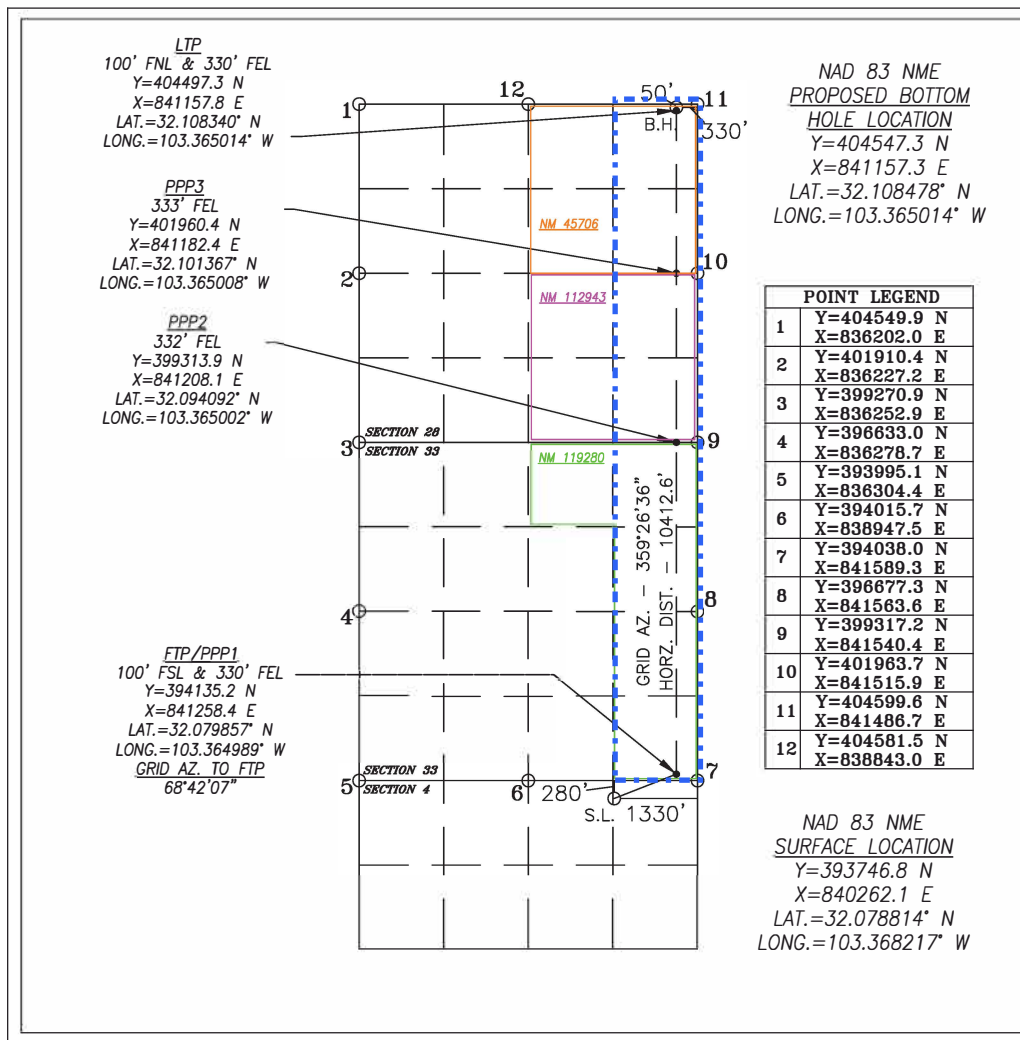 LTP
100' FNL & 330' FEL
Y=404497.3 N
X=841157.8 E
LAT.=32.108340° N
LONG.=103.365014° W
PPP3
333' FEL
Y=401960.4 N
X=841182.4 E
LAT.=32.101367° N
LONG.=103.365008° W
PPP2
332' FEL
Y=399313.9 N
X=841208.1 E
LAT.=32.094092° N
LONG.=103.365002° W
FTP/PPP1
100' FSL & 330' FEL
Y=394135.2 N
X=841258.4 E
LAT.=32.079857° N
LONG.=103.364989° W
GRID AZ. TO FTP
68°42'07"
1
12
50'
11
B.H.
330'
NM 45706
2
10
NM 112943
3
SECTION 28
SECTION 33
9
NM 119280
GRID AZ. – 359°26'36"
HORZ. DIST. – 10412.6'
4
8
5
SECTION 33
SECTION 4
6
280'
7
S.L.
1330'
NAD 83 NME
PROPOSED BOTTOM
HOLE LOCATION
Y=404547.3 N
X=841157.3 E
LAT.=32.108478° N
LONG.=103.365014° W
POINT LEGEND
1 Y=404549.9 N
X=836202.0 E
2 Y=401910.4 N
X=836227.2 E
3 Y=399270.9 N
X=836252.9 E
4 Y=396633.0 N
X=836278.7 E
5 Y=393995.1 N
X=836304.4 E
6 Y=394015.7 N
X=838947.5 E
7 Y=394038.0 N
X=841589.3 E
8 Y=396677.3 N
X=841563.6 E
9 Y=399317.2 N
X=841540.4 E
10 Y=401963.7 N
X=841515.9 E
11 Y=404599.6 N
X=841486.7 E
12 Y=404581.5 N
X=838843.0 E
NAD 83 NME
SURFACE LOCATION
Y=393746.8 N
X=840262.1 E
LAT.=32.078814° N
LONG.=103.368217° W